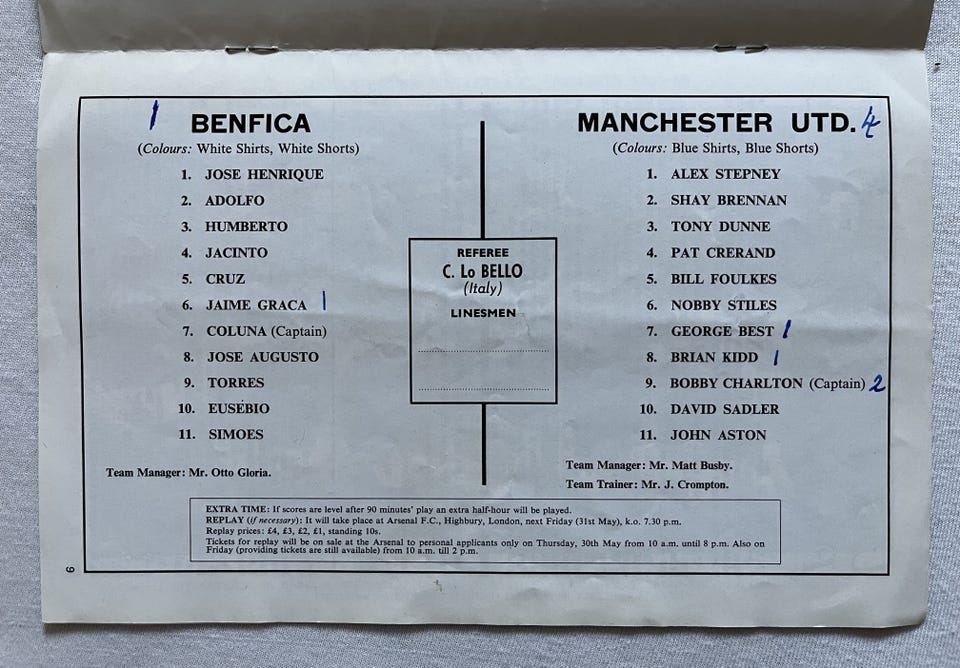 1 BENFICA
(Colours: White Shirts, White Shorts)
1. JOSE HENRIQUE
2. ADOLFO
3. HUMBERTO
4. JACINTO
5. CRUZ
6. JAIME GRACA 1
7. COLUNA (Captain)
8. JOSE AUGUSTO
9. TORRES
10. EUSÉBIO
11. SIMOES
Team Manager: Mr. Otto Gloria.
REFEREE
C. Lo BELLO
(Italy)
LINESMEN
MANCHESTER UTD. 4
(Colours: Blue Shirts, Blue Shorts)
1. ALEX STEPNEY
2. SHAY BRENNAN
3. TONY DUNNE
4. PAT CRERAND
5. BILL FOULKES
6. NOBBY STILES
7. GEORGE BEST 1
8. BRIAN KIDD 1
9. BOBBY CHARLTON (Captain) 2
10. DAVID SADLER
11. JOHN ASTON
Team Manager: Mr. Matt Busby.
Team Trainer: Mr. J. Crompton.
EXTRA TIME: If scores are level after 90 minutes' play an extra half-hour will be played.
REPLAY (if necessary): It will take place at Arsenal F.C., Highbury, London, next Friday (31st May), k.o. 7.30 p.m.
Replay prices: £4, £3, £2, £1, standing 10s.
Tickets for replay will be on sale at the Arsenal to personal applicants only on Thursday, 30th May from 10 a.m. until 8 p.m. Also on
Friday (providing tickets are still available) from 10 a.m. till 2 p.m.
6